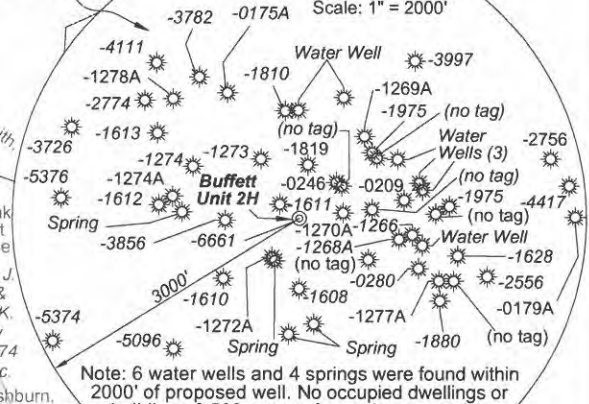 Scale: 1" = 2000'
-3782
-0175A
-4111
Water Well
-3997
-1278A
-1810
-1269A
-2774
-1975
(no tag)
(no tag)
-1613
Water
Wells (3)
-3726
-2756
-1274
-1273
-1819
-5376
-1274A
Buffett
Unit 2H
-0246
-0209
(no tag)
-1612
-1611
-1975
-4417
Spring
-1270A
-1266
(no tag)
-3856
-6661
-1268A
Water Well
(no tag)
-1628
3000'
-0280
-2556
-1610
-1608
-0179A
-5374
-1272A
-1277A
-5096
Spring
Spring
-1880
(no tag)
Note: 6 water wells and 4 springs were found within
2000' of proposed well. No occupied dwellings or
ith,
J.
&
K.
74
c.
shburn,